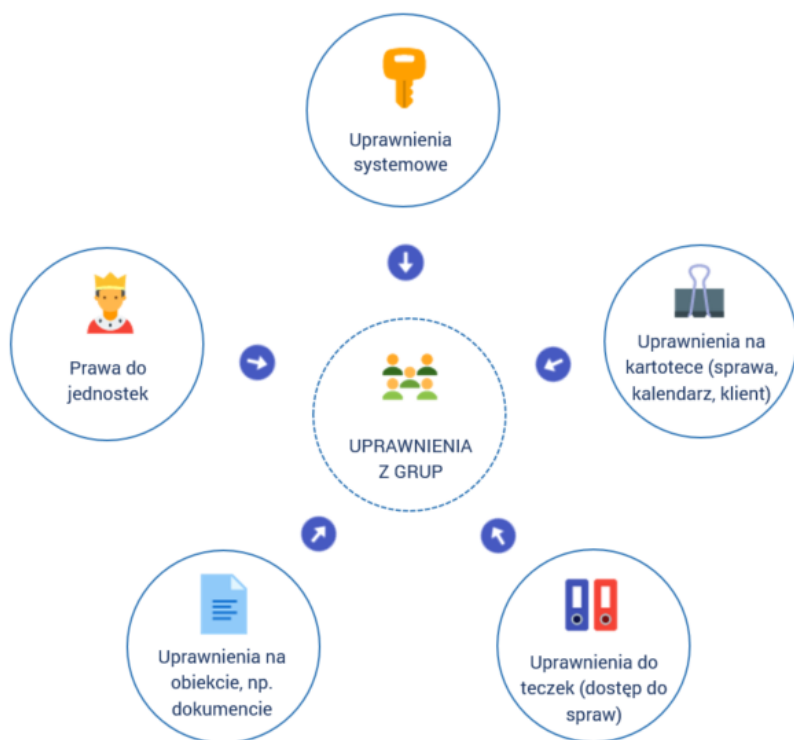 Uprawnienia
systemowe
Prawa do
jednostek
Uprawnienia na
kartotece (sprawa,
kalendarz, klient)
UPRAWNIENIA
Z GRUP
Uprawnienia na
obiekcie, np.
dokumencie
Uprawnienia do
teczek (dostęp do
spraw)